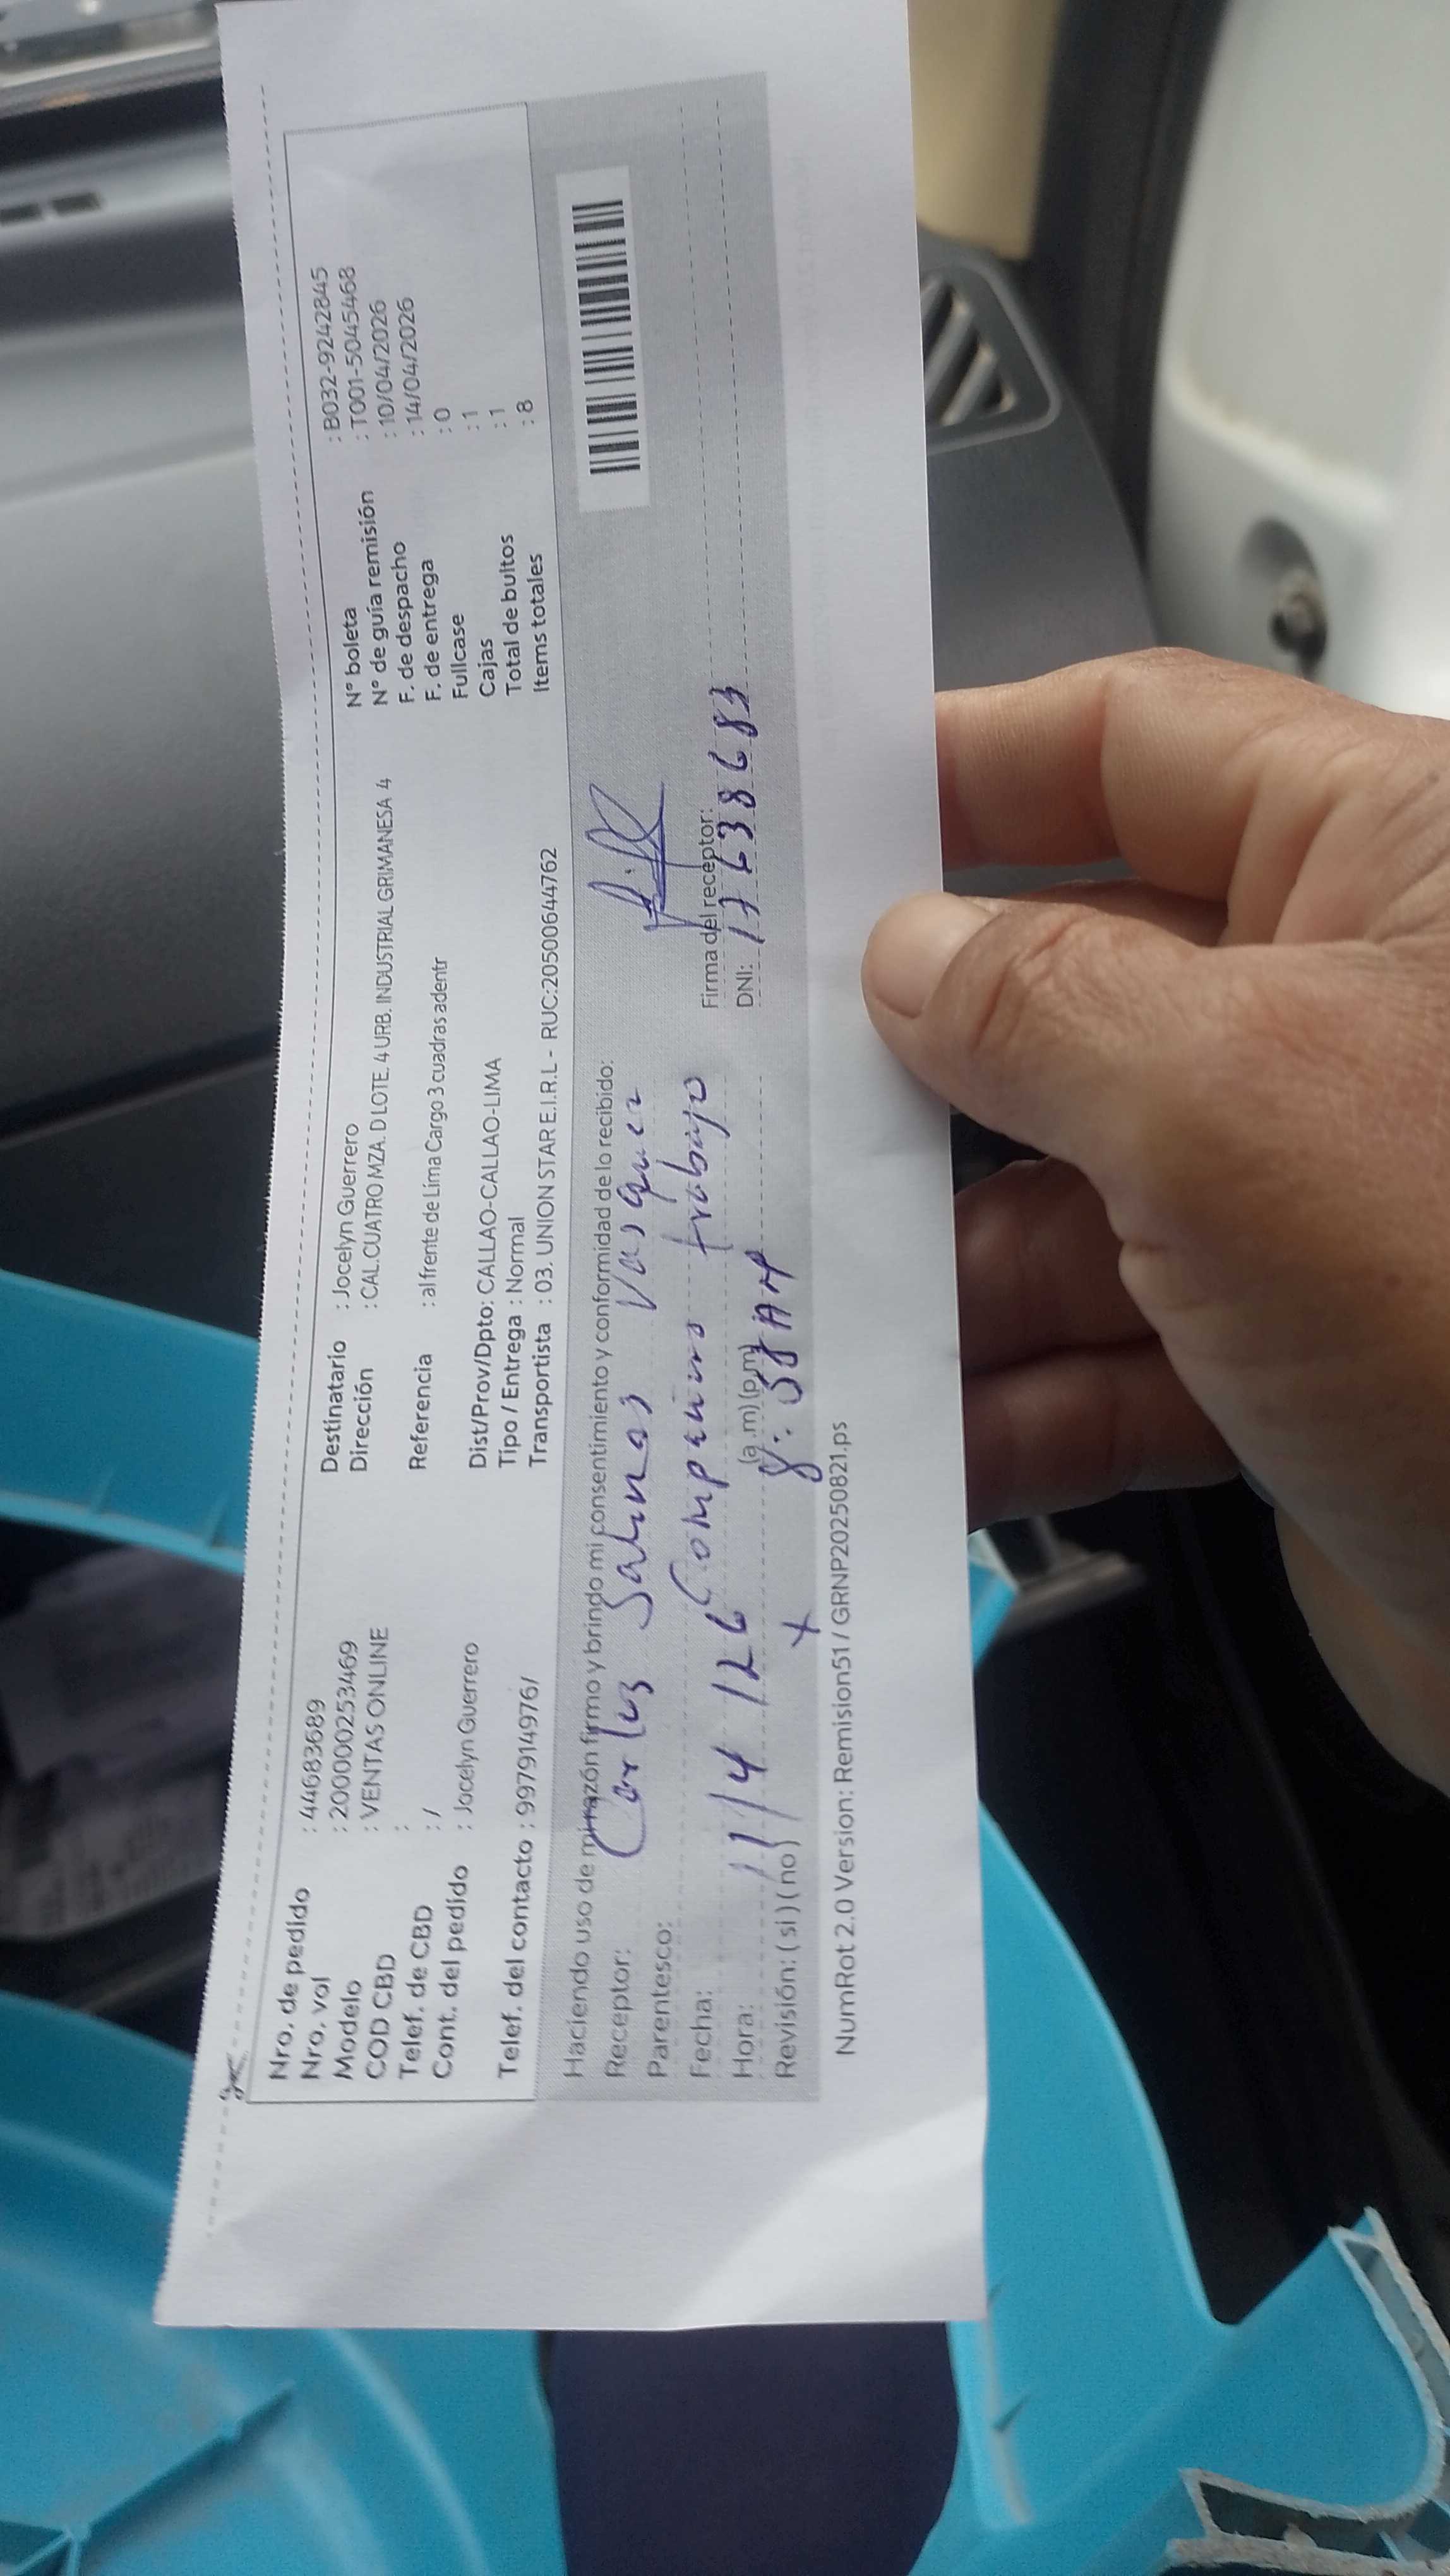 Nro. de pedido : 44683689
Nro. vol : 200000253469
Modelo : VENTAS ONLINE
COD CBD :
Telef. de CBD : /
Cont. del pedido : Jocelyn Guerrero
Telef. del contacto : 997914976/
Destinatario : Jocelyn Guerrero
Dirección : CAL.CUATRO MZA. D LOTE. 4 URB. INDUSTRIAL GRIMANESA 4
Referencia : al frente de Lima Cargo 3 cuadras adentr
Dist/Prov/Dpto: CALLAO-CALLAO-LIMA
Tipo / Entrega : Normal
Transportista : 03. UNION STAR E.I.R.L - RUC:20500644762
N° boleta : B032-9242845
N° de guía remisión : T001-5045468
F. de despacho : 10/04/2026
F. de entrega : 14/04/2026
Fullcase : 0
Cajas : 1
Total de bultos : 1
Items totales : 8
Haciendo uso de mi razón firmo y brindo mi consentimiento y conformidad de lo recibido:
Receptor: Carlos Salinas Vasquez
Parentesco: Compañero trabajo
Fecha: 11/4/26
Hora: (a.m) (p.m) 8:58 AM
Revisión: ( si ) ( no ) X
Firma del receptor:
DNI: 17638683
NumRot 2.0 Version: Remision51 / GRNP20250821.ps